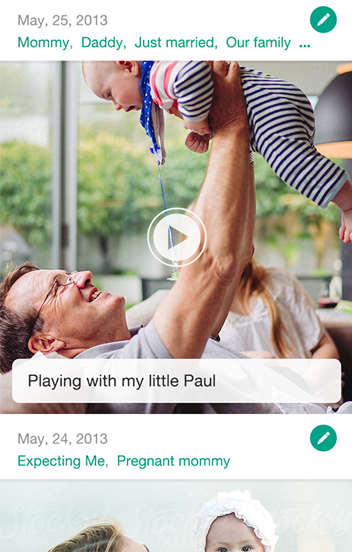 May, 25, 2013
Mommy, Daddy, Just married, Our family ...
Playing with my little Paul
May, 24, 2013
Expecting Me, Pregnant mommy